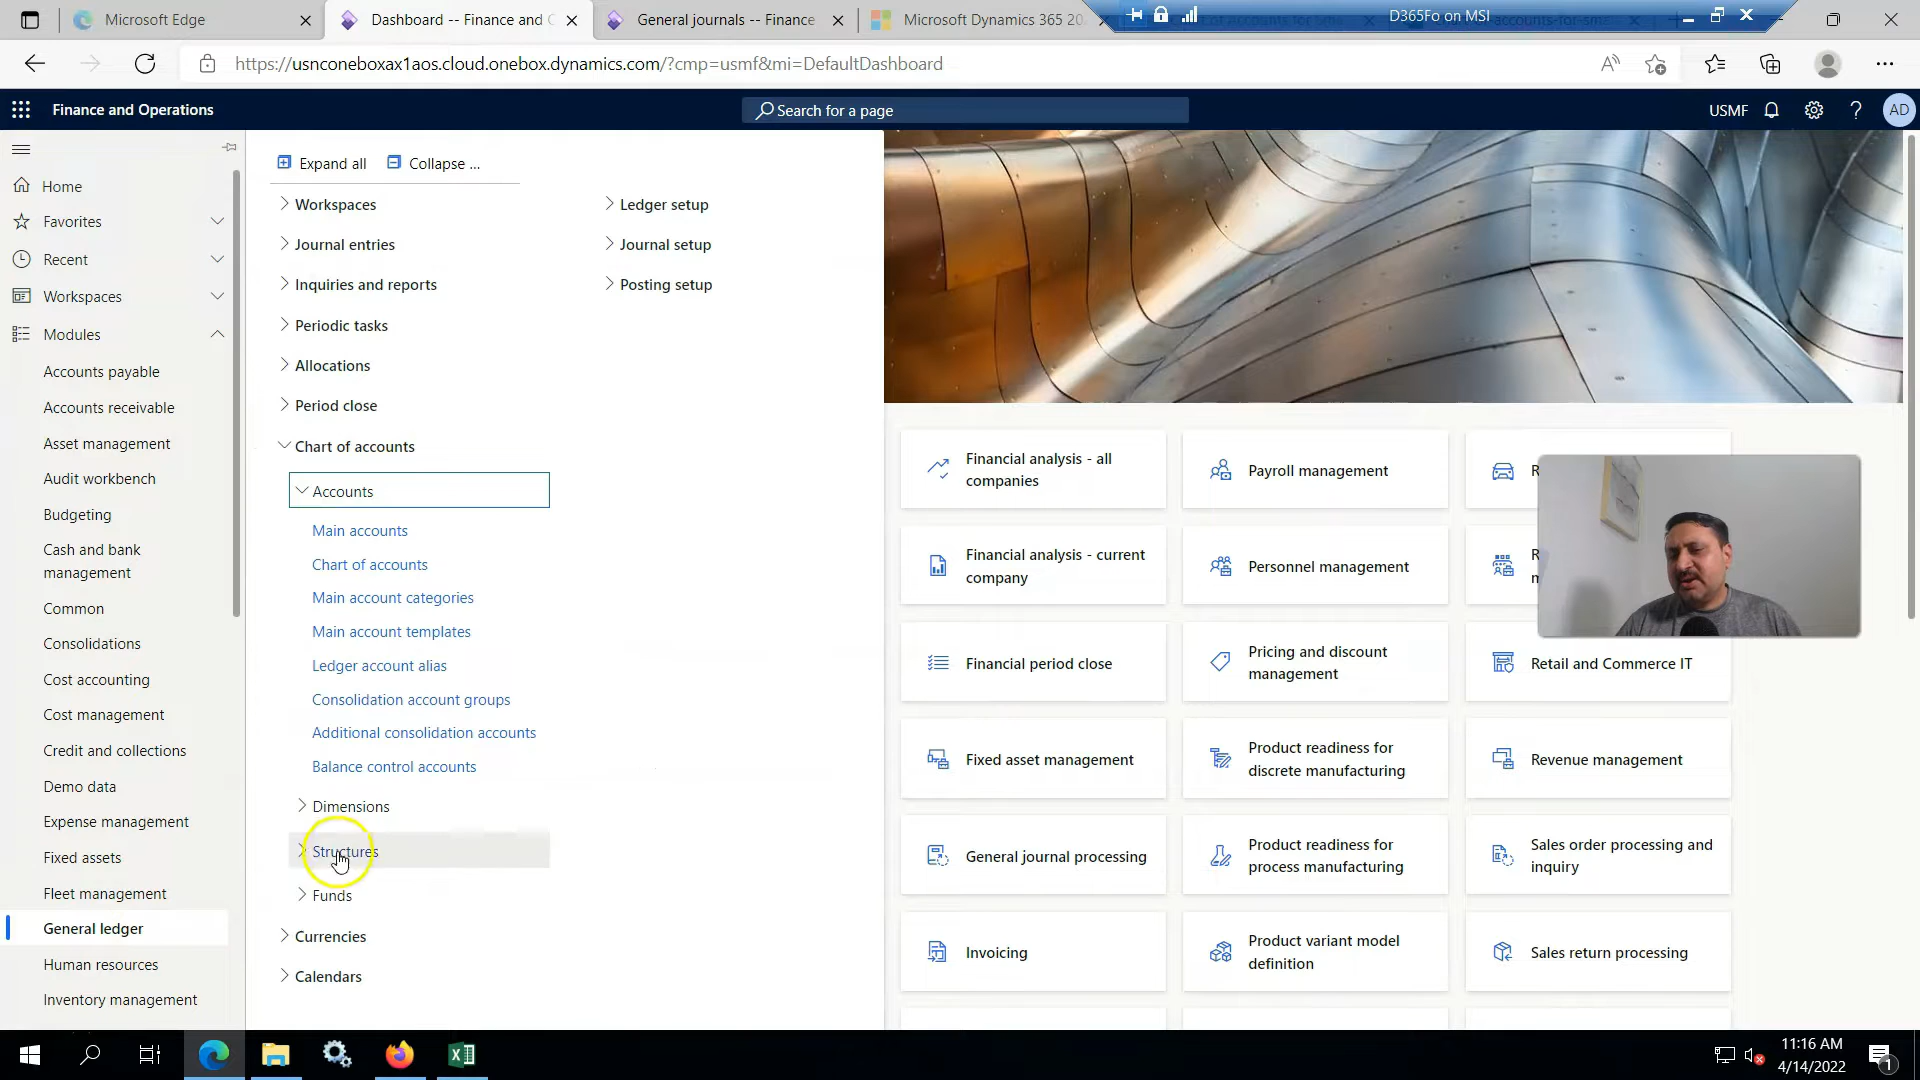 Microsoft Edge
Dashboard -- Finance and O
General journals -- Finance
Microsoft Dynamics 365 20
D365Fo on MSI
https://usnconeboxax1aos.cloud.onebox.dynamics.com/?cmp=usmf&mi=DefaultDashboard
Finance and Operations
Search for a page
USMF
?
AD
Expand all
Collapse ...
Home
Favorites
Recent
Workspaces
Modules
Accounts payable
Accounts receivable
Asset management
Audit workbench
Budgeting
Cash and bank
management
Common
Consolidations
Cost accounting
Cost management
Credit and collections
Demo data
Expense management
Fixed assets
Fleet management
General ledger
Human resources
Inventory management
Workspaces
Journal entries
Inquiries and reports
Periodic tasks
Allocations
Period close
Chart of accounts
Accounts
Main accounts
Chart of accounts
Main account categories
Main account templates
Ledger account alias
Consolidation account groups
Additional consolidation accounts
Balance control accounts
Dimensions
Structures
Funds
Currencies
Calendars
Ledger setup
Journal setup
Posting setup
Financial analysis - all
companies
Financial analysis - current
company
Financial period close
Fixed asset management
General journal processing
Invoicing
Payroll management
Personnel management
Pricing and discount
management
Product readiness for
discrete manufacturing
Product readiness for
process manufacturing
Product variant model
definition
R
R
m
Retail and Commerce IT
Revenue management
Sales order processing and
inquiry
Sales return processing
11:16 AM
4/14/2022
1